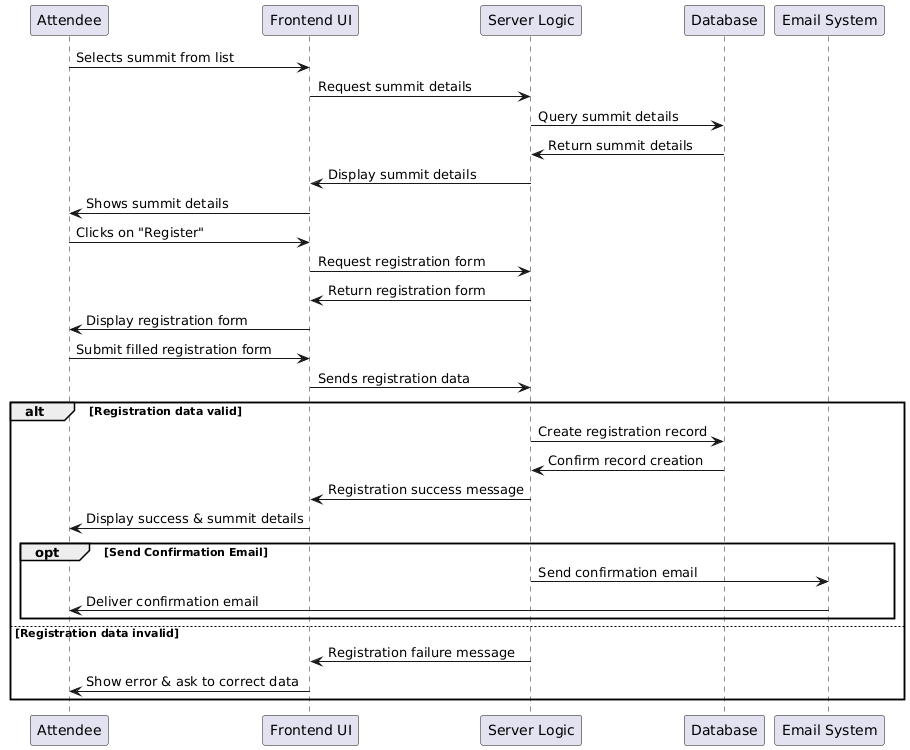 Attendee Frontend UI Server Logic Database Email System
Selects summit from list
Request summit details
Query summit details
Return summit details
Display summit details
Shows summit details
Clicks on "Register"
Request registration form
Return registration form
Display registration form
Submit filled registration form
Sends registration data
alt [Registration data valid]
Create registration record
Confirm record creation
Registration success message
Display success & summit details
opt [Send Confirmation Email]
Send confirmation email
Deliver confirmation email
[Registration data invalid]
Registration failure message
Show error & ask to correct data
Attendee Frontend UI Server Logic Database Email System